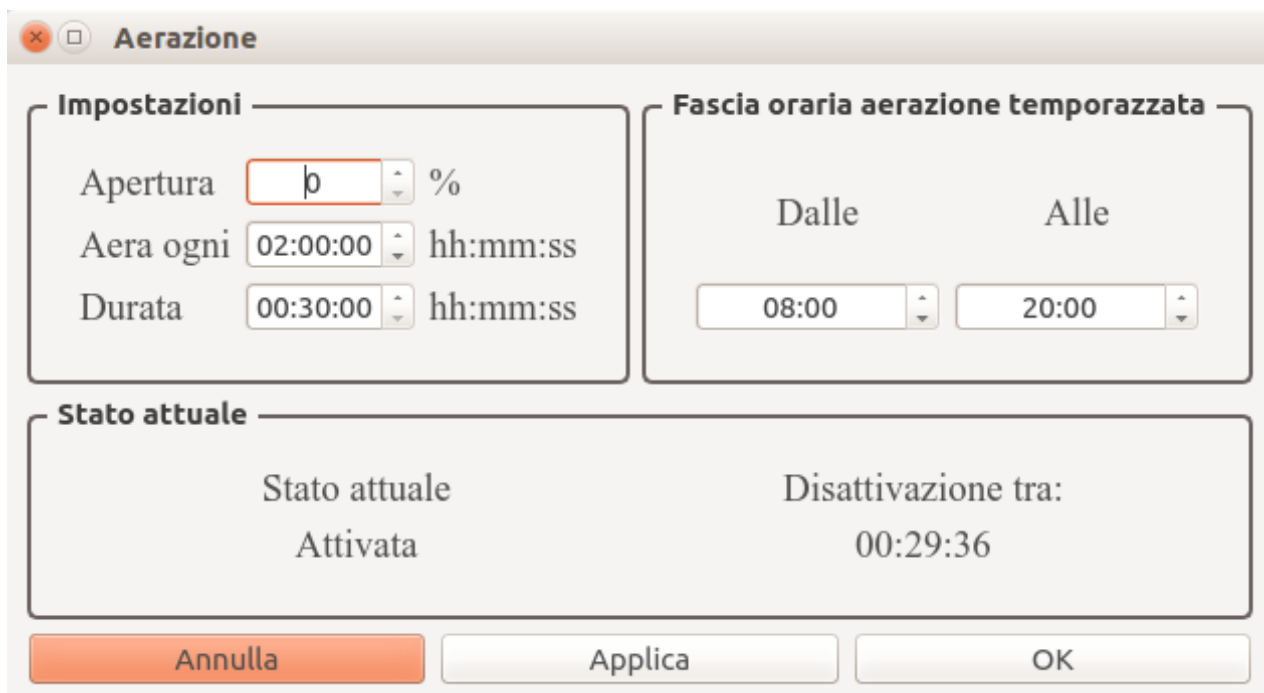 Aerazione
Impostazioni
Apertura 0 %
Aera ogni 02:00:00 hh:mm:ss
Durata 00:30:00 hh:mm:ss
Fascia oraria aerazione temporazzata
Dalle Alle
08:00 20:00
Stato attuale
Stato attuale Disattivazione tra:
Attivata 00:29:36
Annulla Applica OK